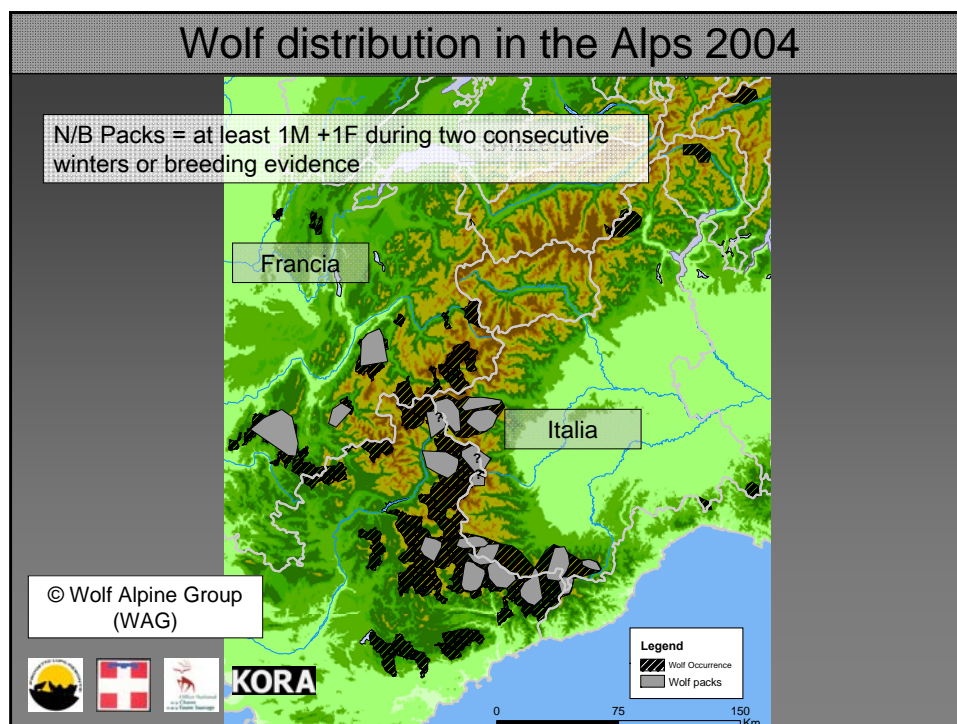 Wolf distribution in the Alps 2004
N/B Packs = at least 1M +1F during two consecutive
winters or breeding evidence
Francia
Italia
?
?
?
© Wolf Alpine Group
(WAG)
KORA
Legend
Wolf Occurrence
Wolf packs
0 75 150
Km